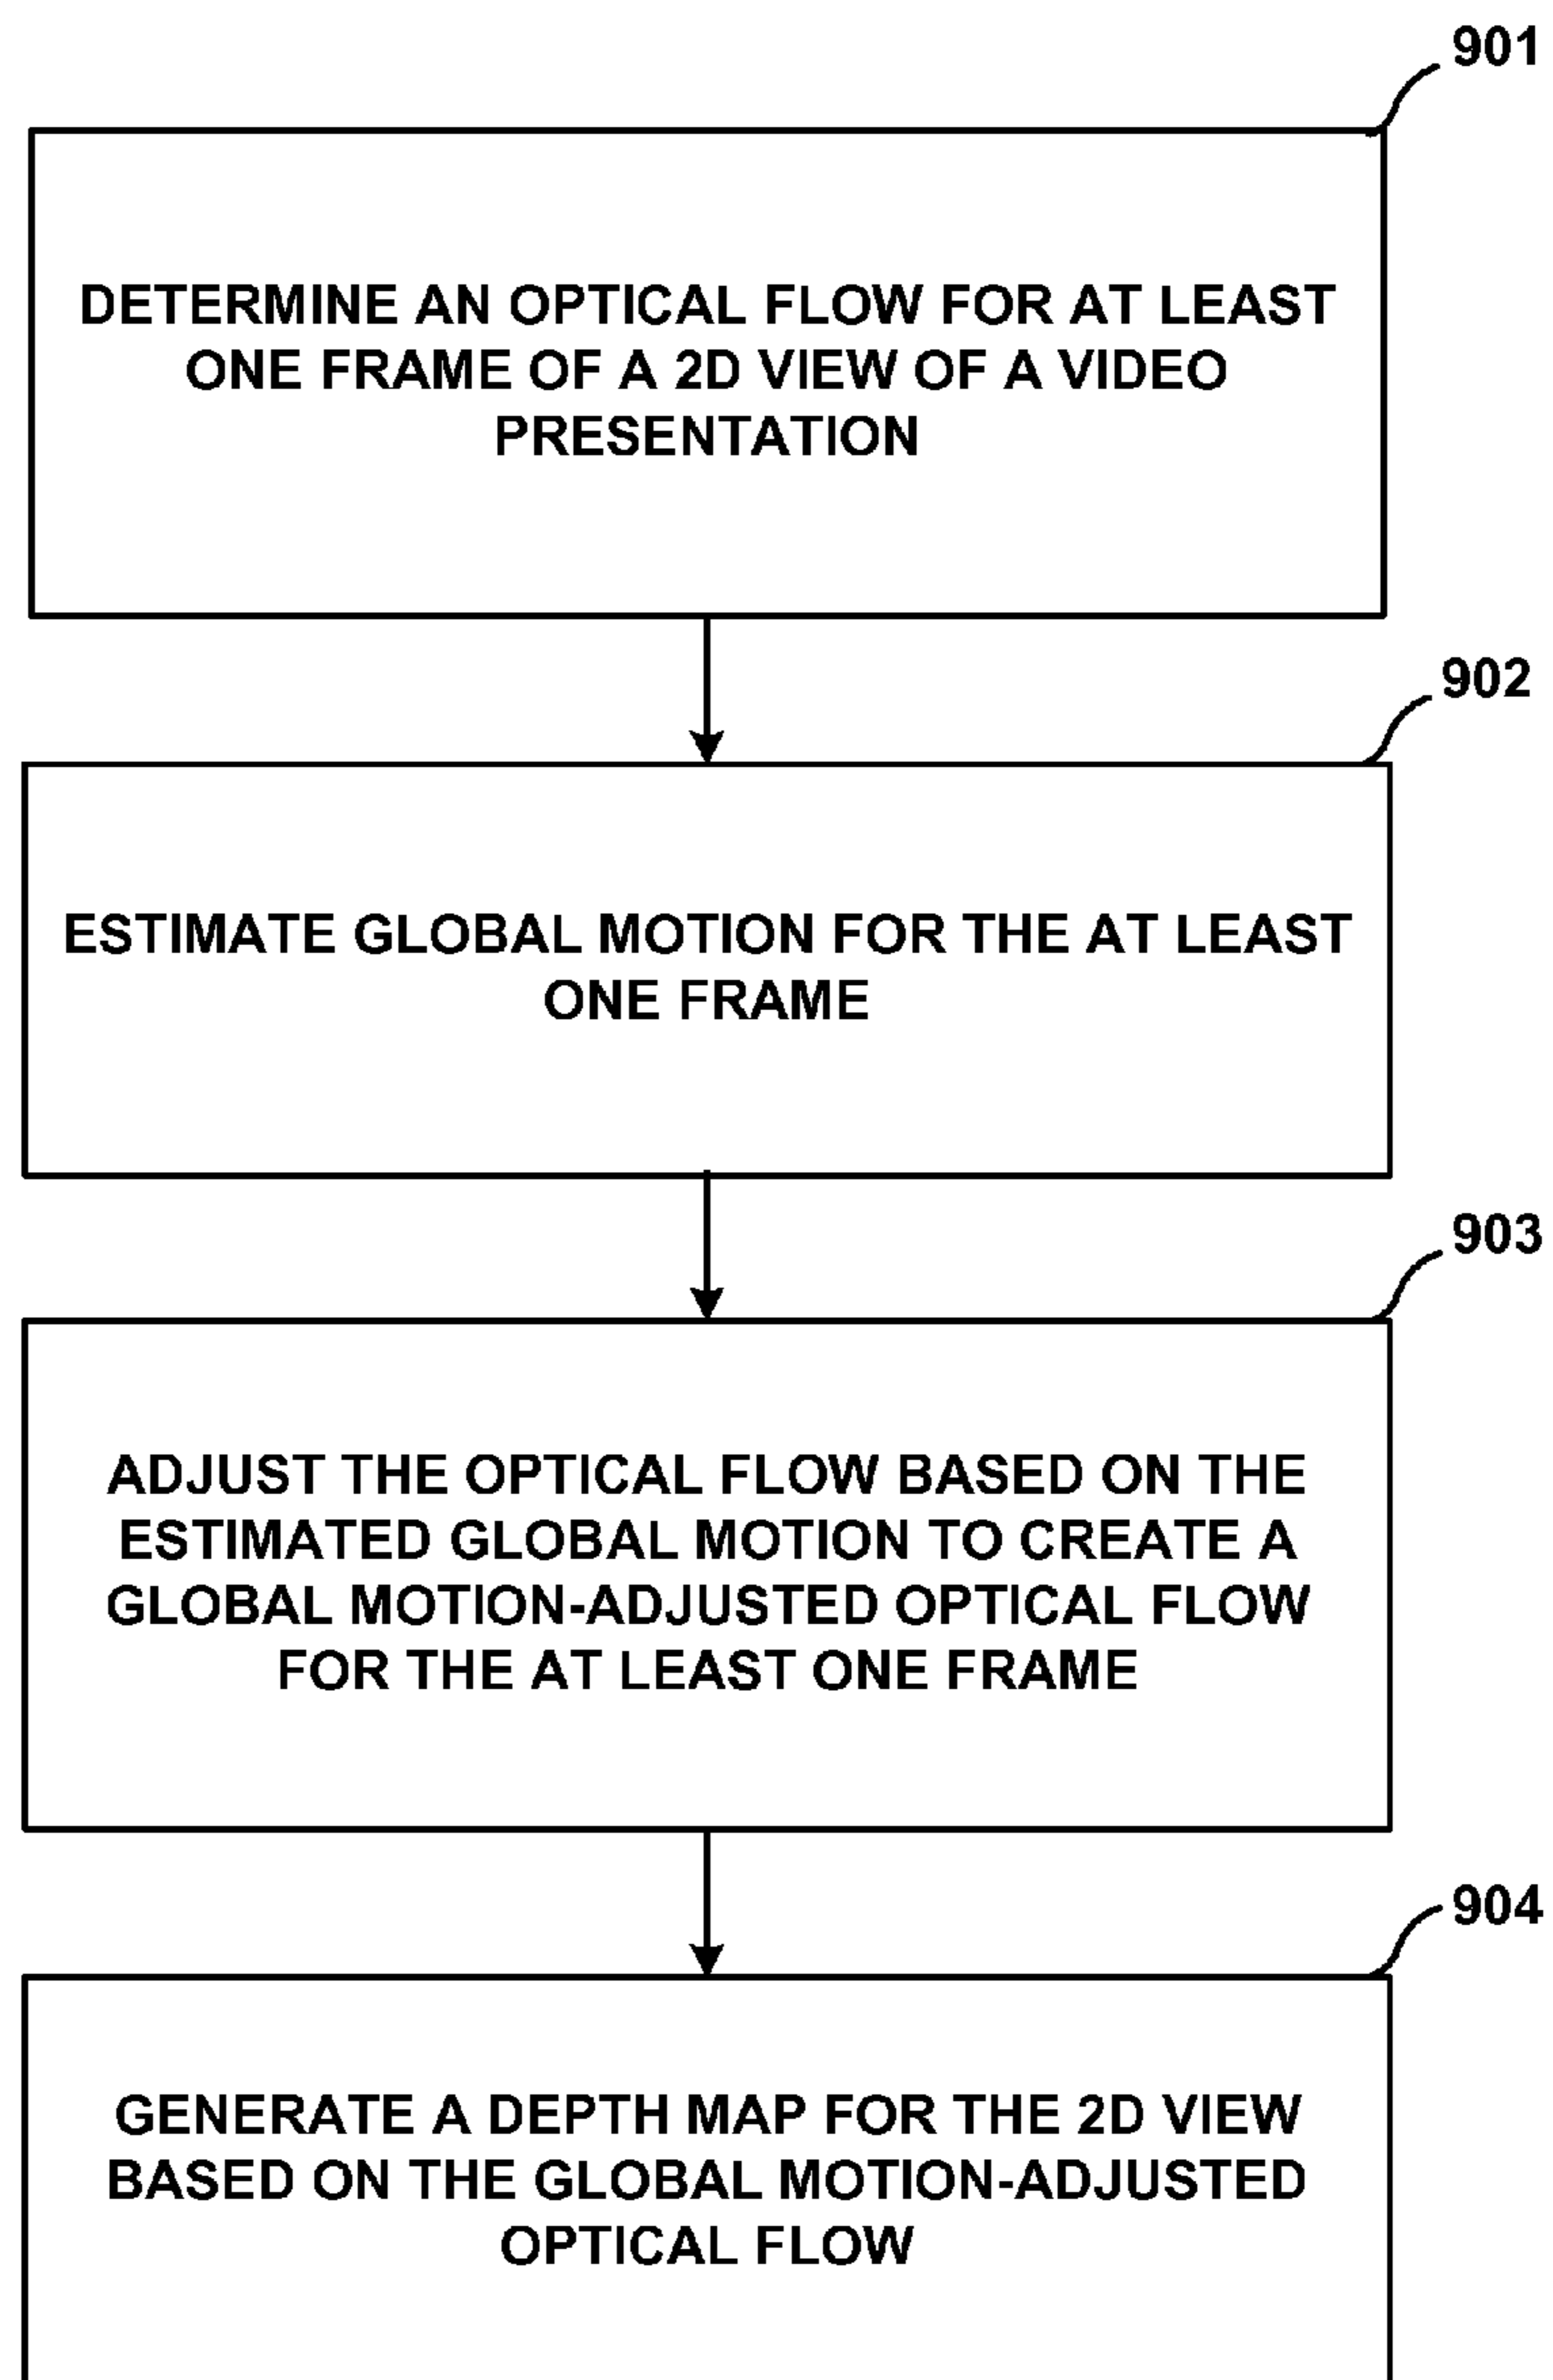 901
DETERMINE AN OPTICAL FLOW FOR AT LEAST
ONE FRAME OF A 2D VIEW OF A VIDEO
PRESENTATION
902
ESTIMATE GLOBAL MOTION FOR THE AT LEAST
ONE FRAME
903
ADJUST THE OPTICAL FLOW BASED ON THE
ESTIMATED GLOBAL MOTION TO CREATE A
GLOBAL MOTION-ADJUSTED OPTICAL FLOW
FOR THE AT LEAST ONE FRAME
904
GENERATE A DEPTH MAP FOR THE 2D VIEW
BASED ON THE GLOBAL MOTION-ADJUSTED
OPTICAL FLOW